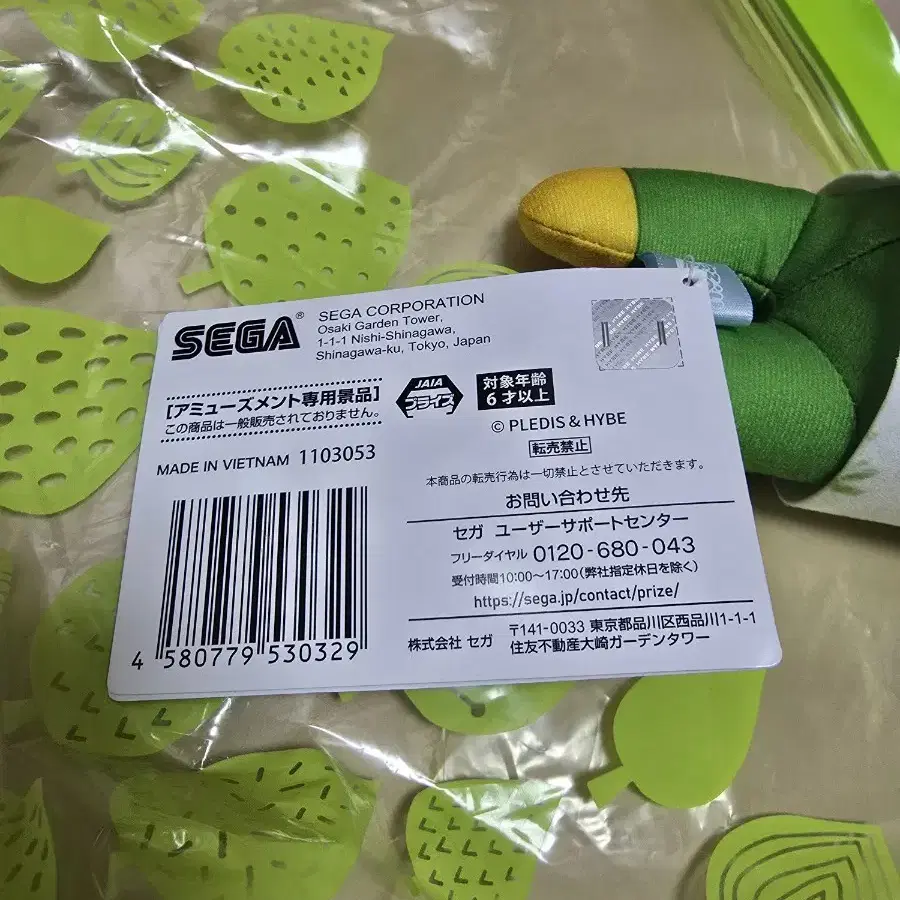 SEGA®
SEGA CORPORATION
Osaki Garden Tower,
1-1-1 Nishi-Shinagawa,
Shinagawa-ku, Tokyo, Japan
[アミューズメント専用景品]
この商品は一般販売されておりません。
JAIA
プライズ
対象年齢
6才以上
© PLEDIS & HYBE
転売禁止
本商品の転売行為は一切禁止とさせていただきます。
MADE IN VIETNAM 1103053
4 580779 530329
お問い合わせ先
セガ ユーザーサポートセンター
フリーダイヤル 0120-680-043
受付時間10:00〜17:00(弊社指定休日を除く)
https://sega.jp/contact/prize/
株式会社 セガ
〒141-0033 東京都品川区西品川1-1-1
住友不動産大崎ガーデンタワー